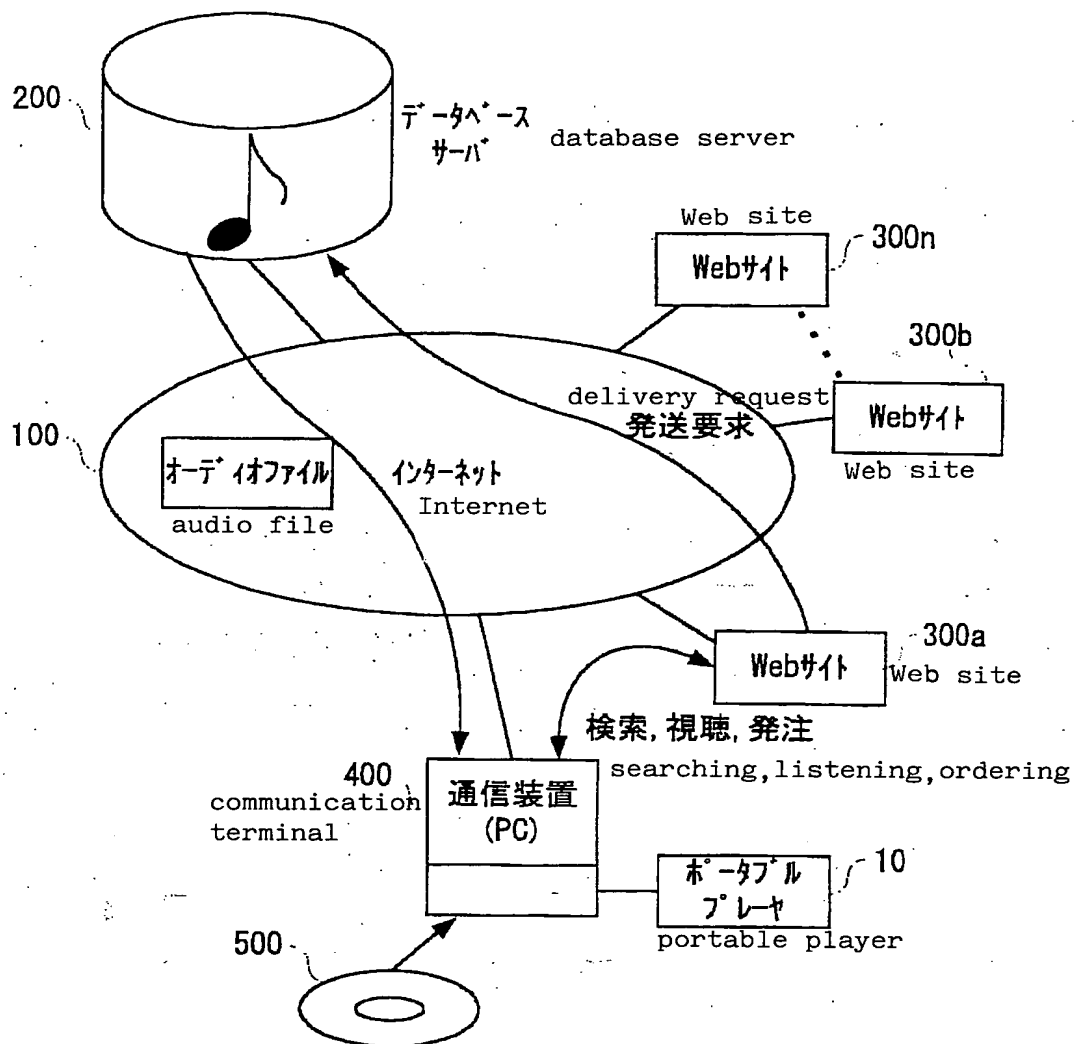 200
データベース
サーバ
database server
Web site
Webサイト
300n
300b
delivery request
発送要求
Webサイト
Web site
100
オーディオファイル
audio file
インターネット
Internet
Webサイト
300a
Web site
検索,視聴,発注
searching,listening,ordering
400
communication
terminal
通信装置
(PC)
10
ポータブル
プレーヤ
portable player
500